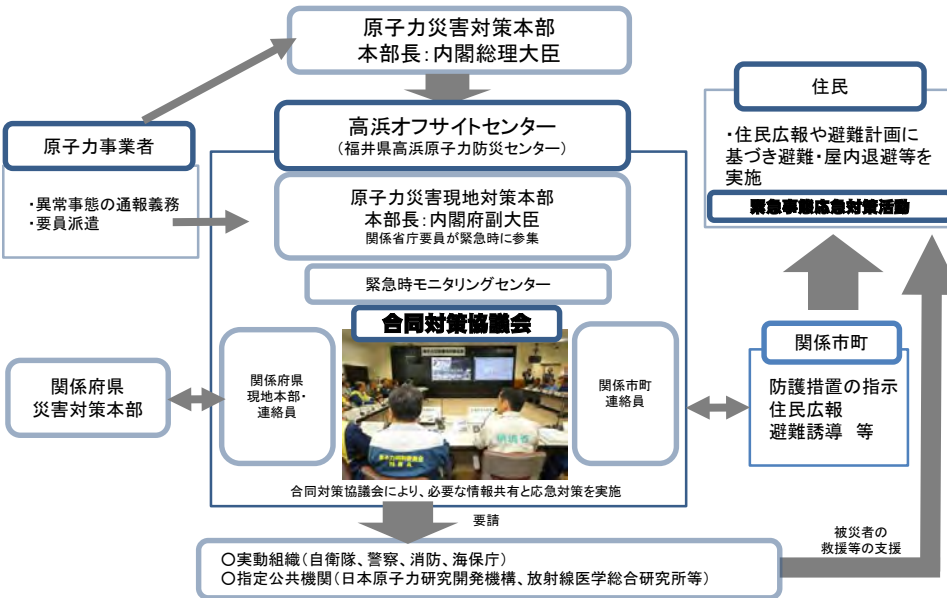 原子力災害対策本部
本部長：内閣総理大臣
高浜オフサイトセンター
（福井県高浜原子力防災センター）
原子力事業者
・異常事態の通報義務
・要員派遣
原子力災害現地対策本部
本部長：内閣府副大臣
関係省庁要員が緊急時に参集
緊急時モニタリングセンター
合同対策協議会
関係府県
災害対策本部
関係府県
現地本部・
連絡員
関係市町
連絡員
合同対策協議会により、必要な情報共有と応急対策を実施
要請
○実動組織（自衛隊、警察、消防、海保庁）
○指定公共機関（日本原子力研究開発機構、放射線医学総合研究所等）
住民
・住民広報や避難計画に
基づき避難・屋内退避等を
実施
緊急事態応急対策活動
関係市町
防護措置の指示
住民広報
避難誘導　等
被災者の
救援等の支援